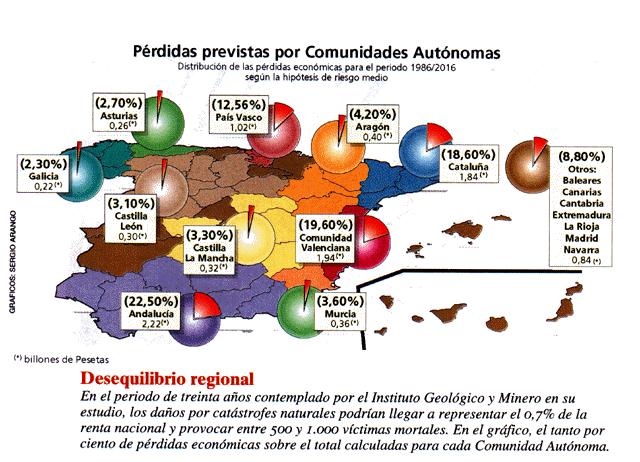 Pérdidas previstas por Comunidades Autónomas
Distribución de las pérdidas económicas para el periodo 1986/2016
según la hipótesis de riesgo medio
(2,70%)
Asturias
0,26(*)
(12,56%)
País Vasco
1,02(*)
(4,20%)
Aragón
0,40 (*)
(18,60%)
Cataluña
1,84(*)
(8,80%)
Otros:
Baleares
Canarias
Cantabria
Extremadura
La Rioja
Madrid
Navarra
0,84 (*)
(2,30%)
Galicia
0,22(*)
(3,10%)
Castilla
León
0,30(*)
(3,30%)
Castilla
La Mancha
0,32(*)
(19,60%)
Comunidad
Valenciana
1,94(*)
(22,50%)
Andalucía
2,22(*)
(3,60%)
Murcia
0,36(*)
GRAFICOS: SERGIO ARANGO
(*) billones de Pesetas
Desequilibrio regional
En el periodo de treinta años contemplado por el Instituto Geológico y Minero en su
estudio, los daños por catástrofes naturales podrían llegar a representar el 0,7% de la
renta nacional y provocar entre 500 y 1.000 víctimas mortales. En el gráfico, el tanto por
ciento de pérdidas económicas sobre el total calculadas para cada Comunidad Autónoma.